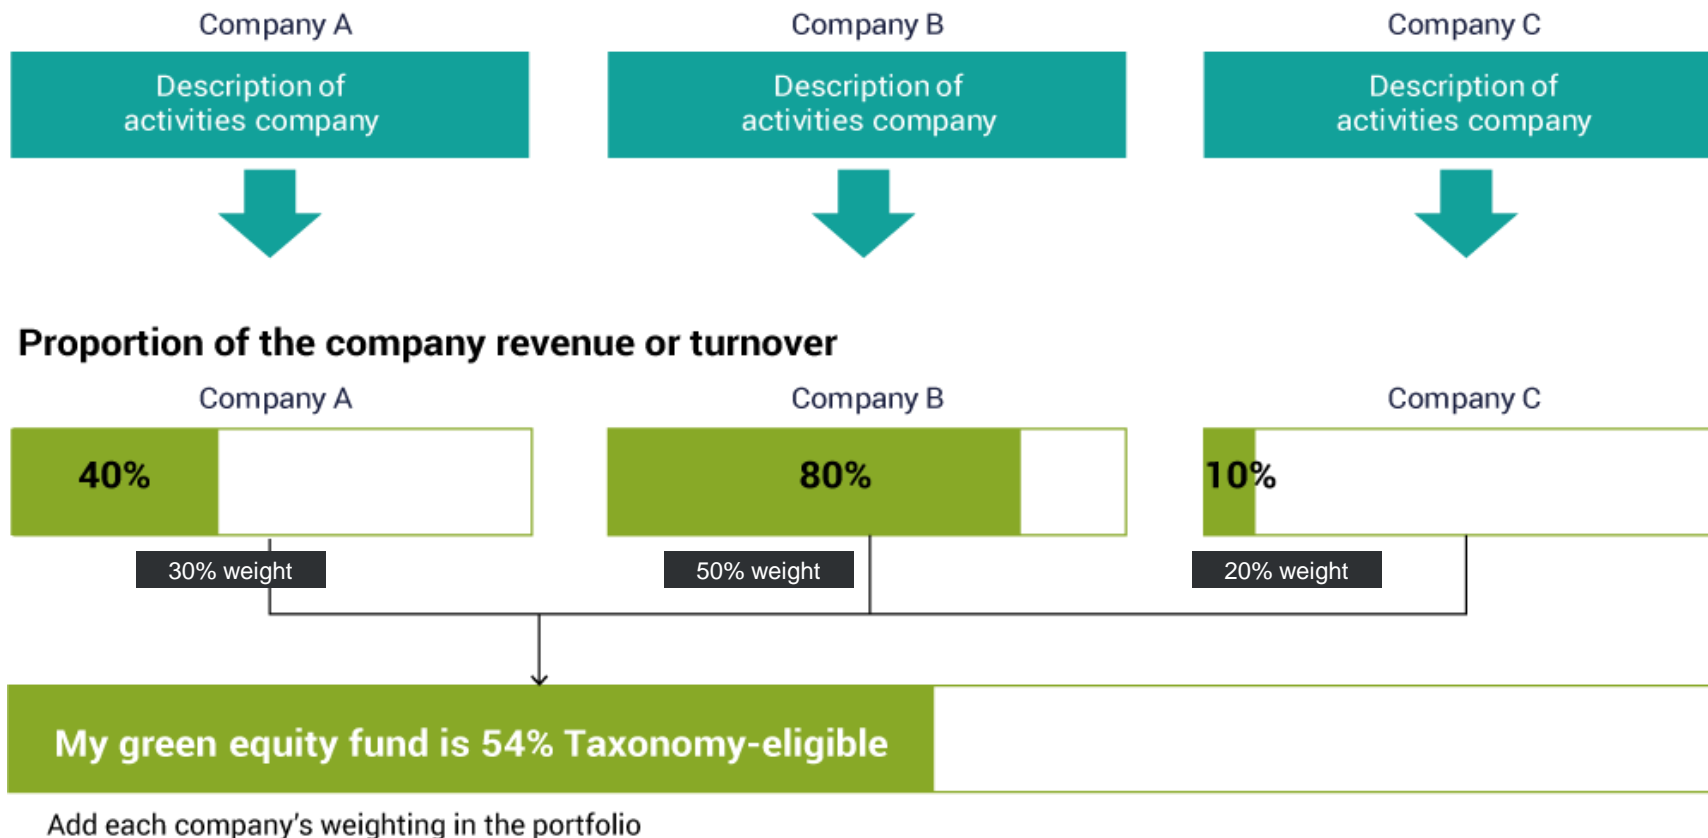 Company A
Company B
Company C
Description of
activities company
Description of
activities company
Description of
activities company
Proportion of the company revenue or turnover
Company A
Company B
Company C
40%
80%
10%
30% weight
50% weight
20% weight
My green equity fund is 54% Taxonomy-eligible
Add each company's weighting in the portfolio